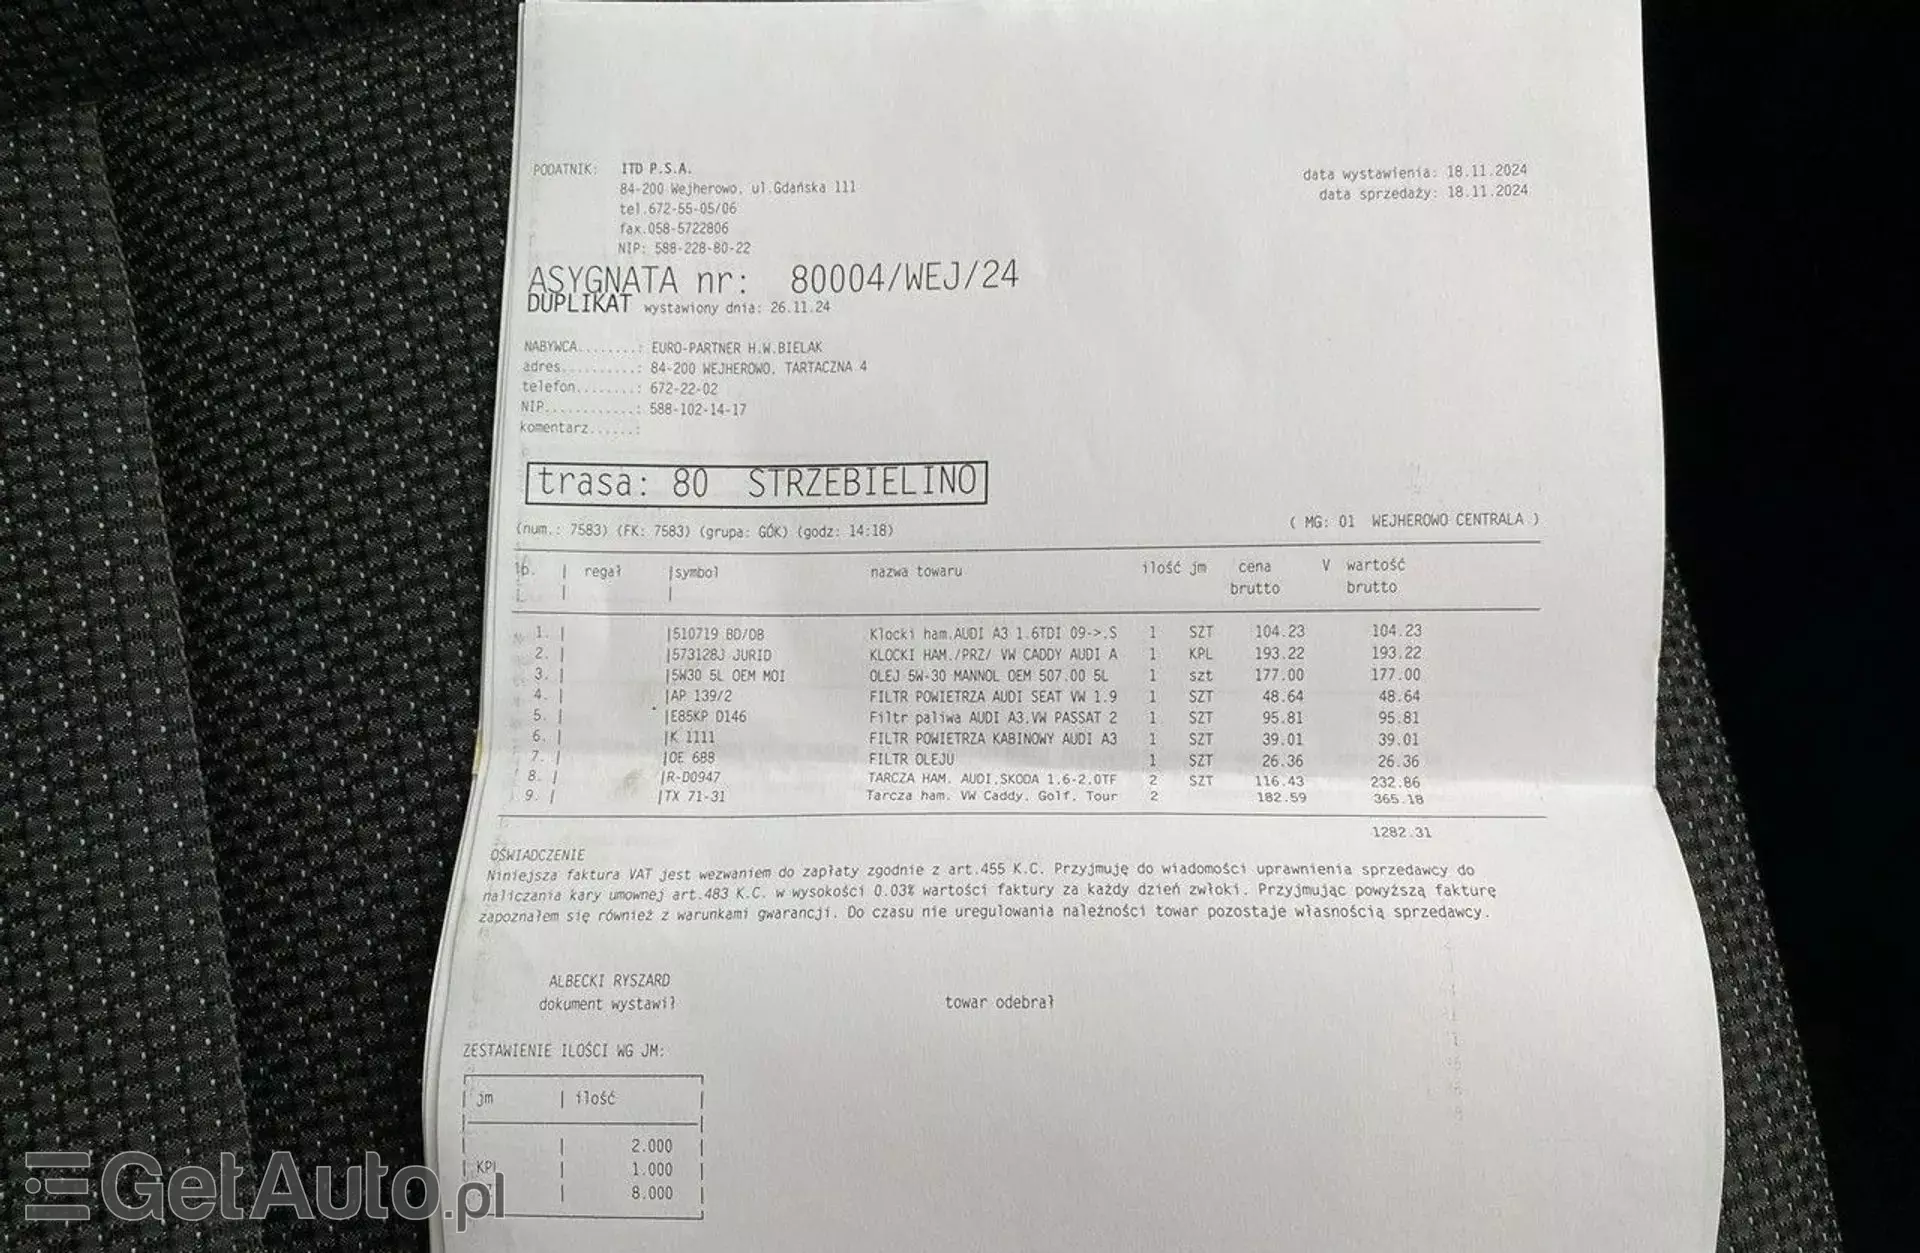 PODATNIK: ITD P.S.A.
84-200 Wejherowo, ul.Gdańska 111
tel.672-55-05/06
fax.058-5722806
NIP: 588-228-80-22
data wystawienia: 18.11.2024
data sprzedaży: 18.11.2024
ASYGNATA nr: 80004/WEJ/24
DUPLIKAT wystawiony dnia: 26.11.24
NABYWCA........: EURO-PARTNER H.W.BIELAK
adres..........: 84-200 WEJHEROWO, TARTACZNA 4
telefon........: 672-22-02
NIP............: 588-102-14-17
komentarz......:
trasa: 80 STRZEBIELINO
(num.: 7583) (FK: 7583) (grupa: GÓK) (godz: 14:18)
( MG: 01 WEJHEROWO CENTRALA )
lp. | regał |symbol nazwa towaru ilość jm cena V wartość
| | brutto brutto
1. | |510719 BD/OB Klocki ham.AUDI A3 1.6TDI 09->.S 1 SZT 104.23 104.23
2. | |573128J JURID KLOCKI HAM./PRZ/ VW CADDY AUDI A 1 KPL 193.22 193.22
3. | |5W30 5L OEM MOI OLEJ 5W-30 MANNOL OEM 507.00 5L 1 szt 177.00 177.00
4. | |AP 139/2 FILTR POWIETRZA AUDI SEAT VW 1.9 1 SZT 48.64 48.64
5. | |E85KP D146 Filtr paliwa AUDI A3.VW PASSAT 2 1 SZT 95.81 95.81
6. | |K 1111 FILTR POWIETRZA KABINOWY AUDI A3 1 SZT 39.01 39.01
7. | |OE 688 FILTR OLEJU 1 SZT 26.36 26.36
8. | |R-D0947 TARCZA HAM. AUDI,SKODA 1.6-2.0TF 2 SZT 116.43 232.86
9. | |TX 71-31 Tarcza ham. VW Caddy, Golf, Tour 2 182.59 365.18
1282.31
OŚWIADCZENIE
Niniejsza faktura VAT jest wezwaniem do zapłaty zgodnie z art.455 K.C. Przyjmuję do wiadomości uprawnienia sprzedawcy do
naliczania kary umownej art.483 K.C. w wysokości 0.03% wartości faktury za każdy dzień zwłoki. Przyjmując powyższą fakturę
zapoznałem się również z warunkami gwarancji. Do czasu nie uregulowania należności towar pozostaje własnością sprzedawcy.
ALBECKI RYSZARD
dokument wystawił towar odebrał
ZESTAWIENIE ILOŚCI WG JM:
| jm | ilość |
| | 2.000 |
| KPL | 1.000 |
| 8.000 |
GetAuto.pl